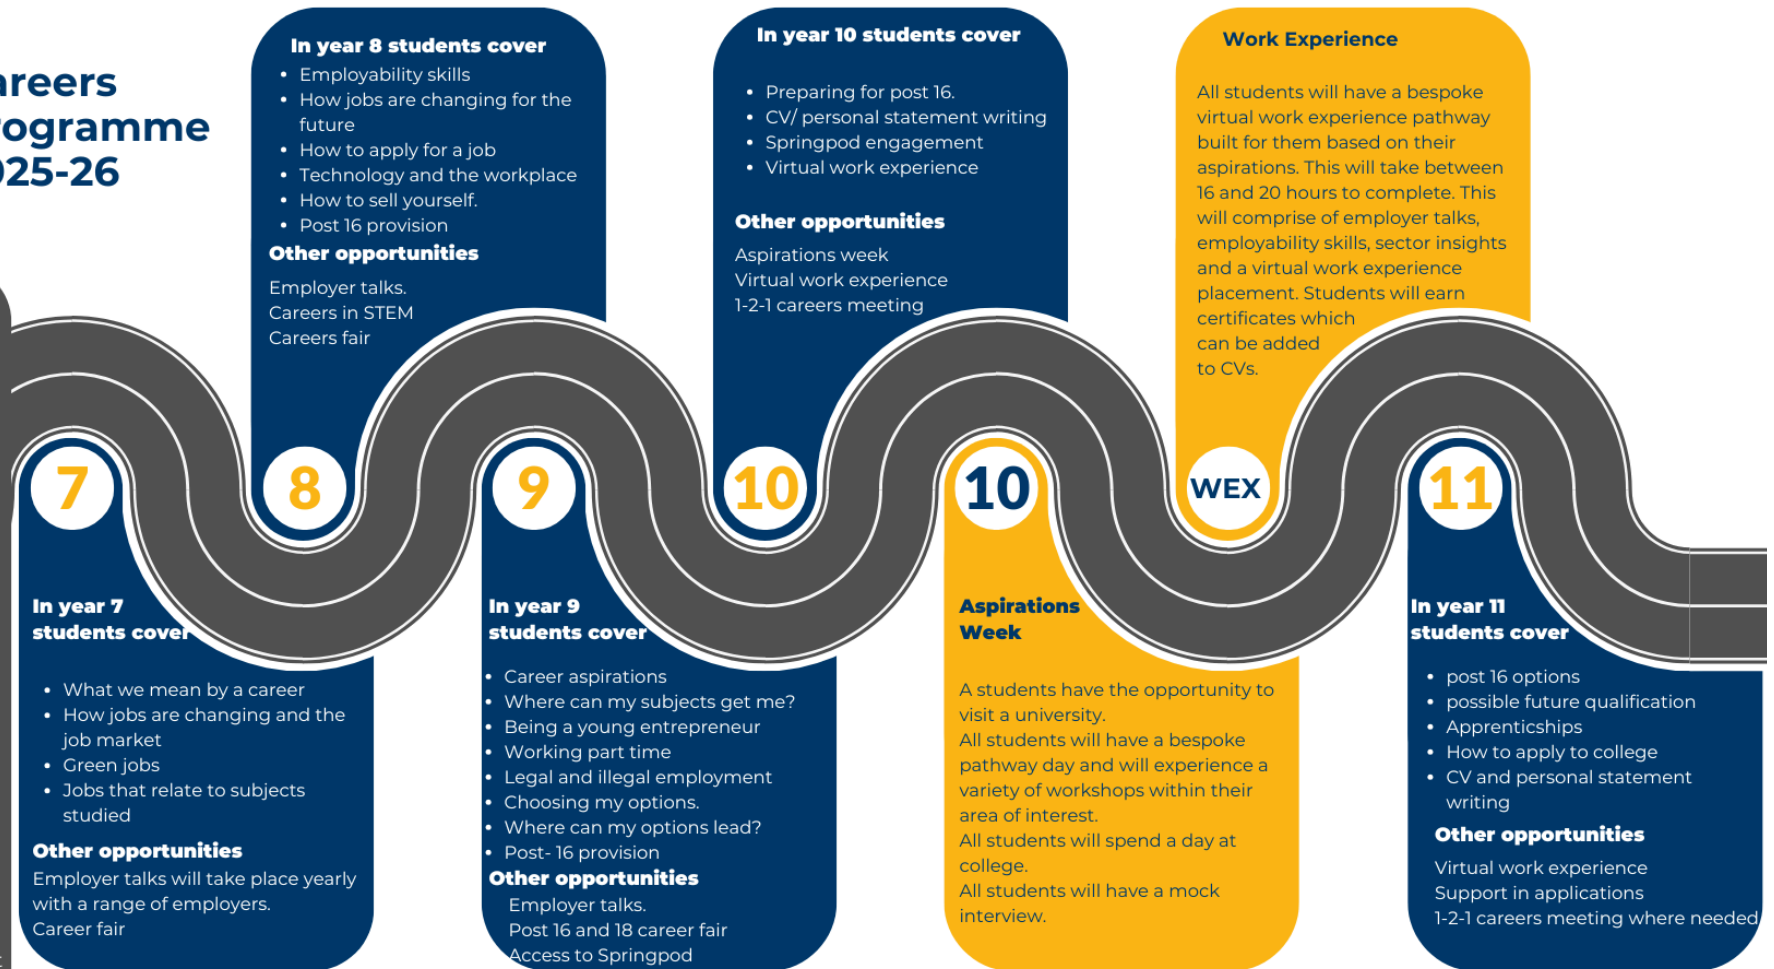 areers
rogramme
025-26
In year 8 students cover
• Employability skills
• How jobs are changing for the
future
• How to apply for a job
• Technology and the workplace
• How to sell yourself.
• Post 16 provision
Other opportunities
Employer talks.
Careers in STEM
Careers fair
In year 10 students cover
• Preparing for post 16.
• CV/ personal statement writing
• Springpod engagement
• Virtual work experience
Other opportunities
Aspirations week
Virtual work experience
1-2-1 careers meeting
Work Experience
All students will have a bespoke
virtual work experience pathway
built for them based on their
aspirations. This will take between
16 and 20 hours to complete. This
will comprise of employer talks,
employability skills, sector insights
and a virtual work experience
placement. Students will earn
certificates which
can be added
to CVs.
7
8
9
10
10
WEX
11
In year 7
students cover
• What we mean by a career
• How jobs are changing and the
job market
• Green jobs
• Jobs that relate to subjects
studied
Other opportunities
Employer talks will take place yearly
with a range of employers.
Career fair
In year 9
students cover
• Career aspirations
• Where can my subjects get me?
• Being a young entrepreneur
• Working part time
• Legal and illegal employment
• Choosing my options.
• Where can my options lead?
• Post- 16 provision
Other opportunities
Employer talks.
Post 16 and 18 career fair
Access to Springpod
Aspirations
Week
A students have the opportunity to
visit a university.
All students will have a bespoke
pathway day and will experience a
variety of workshops within their
area of interest.
All students will spend a day at
college.
All students will have a mock
interview.
In year 11
students cover
• post 16 options
• possible future qualification
• Apprenticships
• How to apply to college
• CV and personal statement
writing
Other opportunities
Virtual work experience
Support in applications
1-2-1 careers meeting where needed